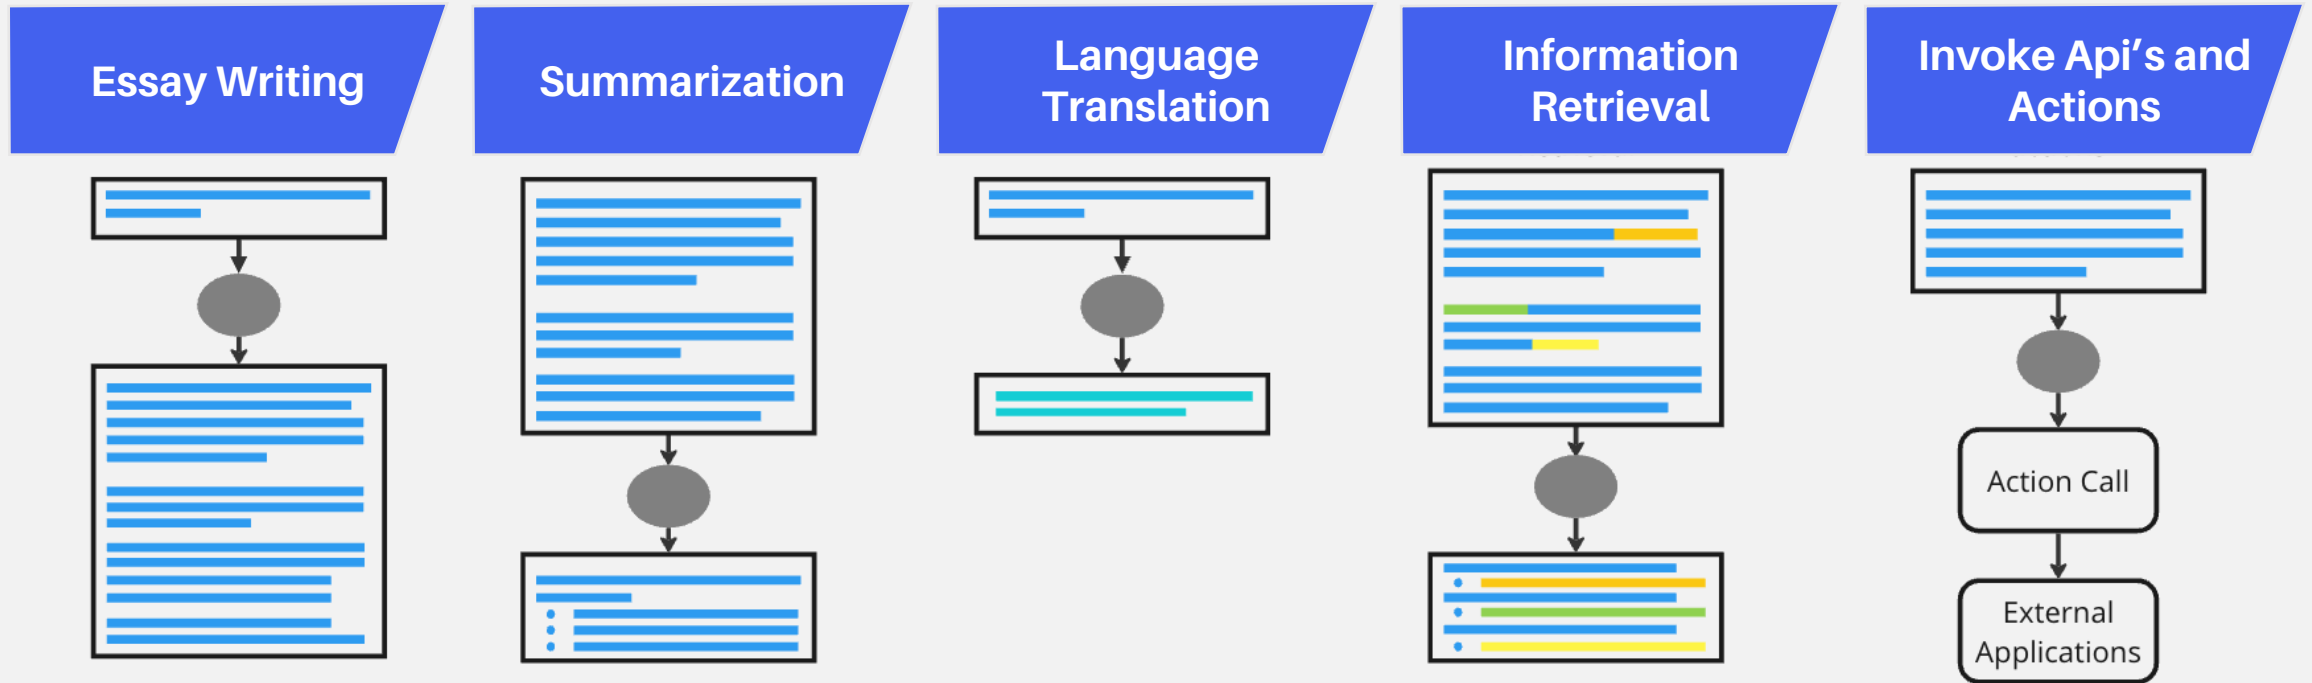 Essay Writing
Summarization
Language
Translation
Information
Retrieval
Invoke Api’s and
Actions
Action Call
External
Applications